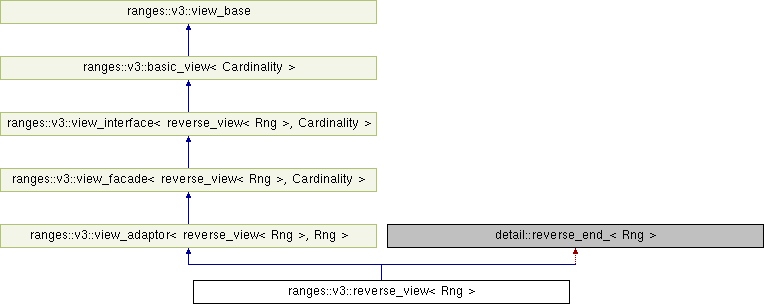 ranges::v3::view_base
ranges::v3::basic_view< Cardinality >
ranges::v3::view_interface< reverse_view< Rng >, Cardinality >
ranges::v3::view_facade< reverse_view< Rng >, Cardinality >
ranges::v3::view_adaptor< reverse_view< Rng >, Rng >
detail::reverse_end_< Rng >
ranges::v3::reverse_view< Rng >